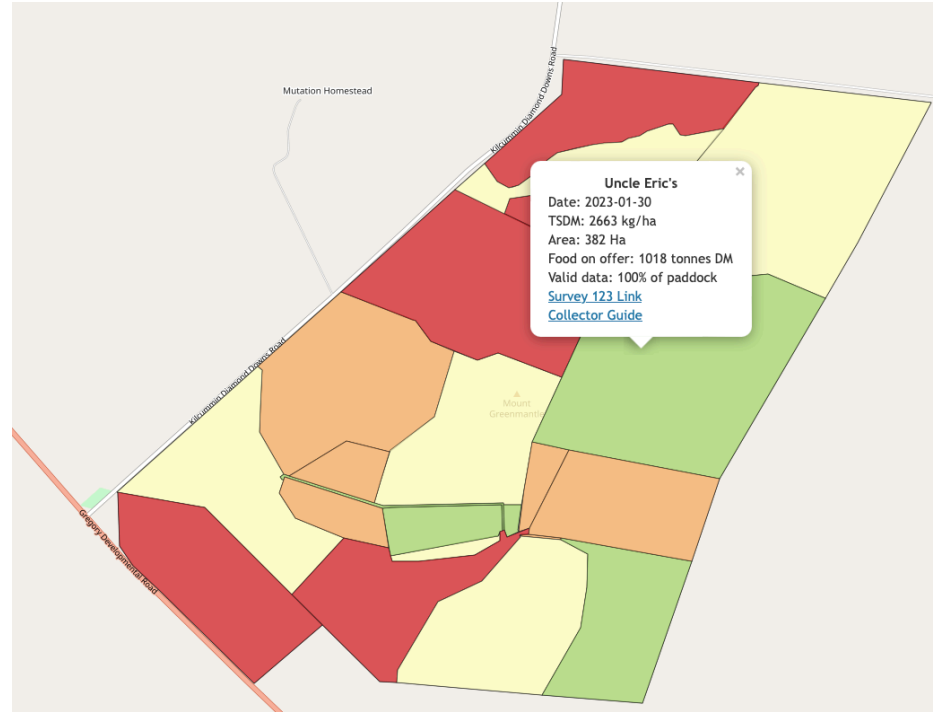 Mutation Homestead
Kilcummin Diamond Downs Road
×
Uncle Eric's
Date: 2023-01-30
TSDM: 2663 kg/ha
Area: 382 Ha
Food on offer: 1018 tonnes DM
Valid data: 100% of paddock
Survey 123 Link
Collector Guide
Kilcummin Diamond Downs Road
Mount
Greenmantle
Gregory Developmental Road